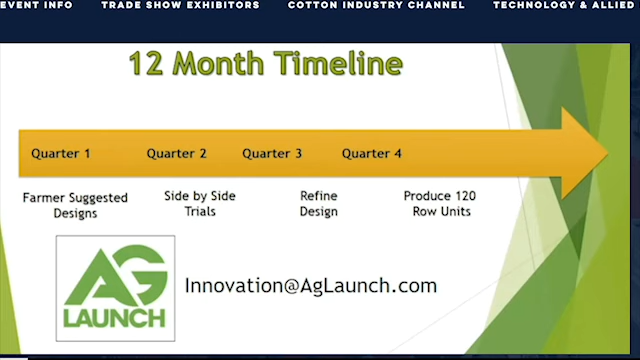 EVENT INFO TRADE SHOW EXHIBITORS COTTON INDUSTRY CHANNEL TECHNOLOGY & ALLIED
12 Month Timeline
Quarter 1 Quarter 2 Quarter 3 Quarter 4
Farmer Suggested
Designs
Side by Side
Trials
Refine
Design
Produce 120
Row Units
AG
LAUNCH
Innovation@AgLaunch.com